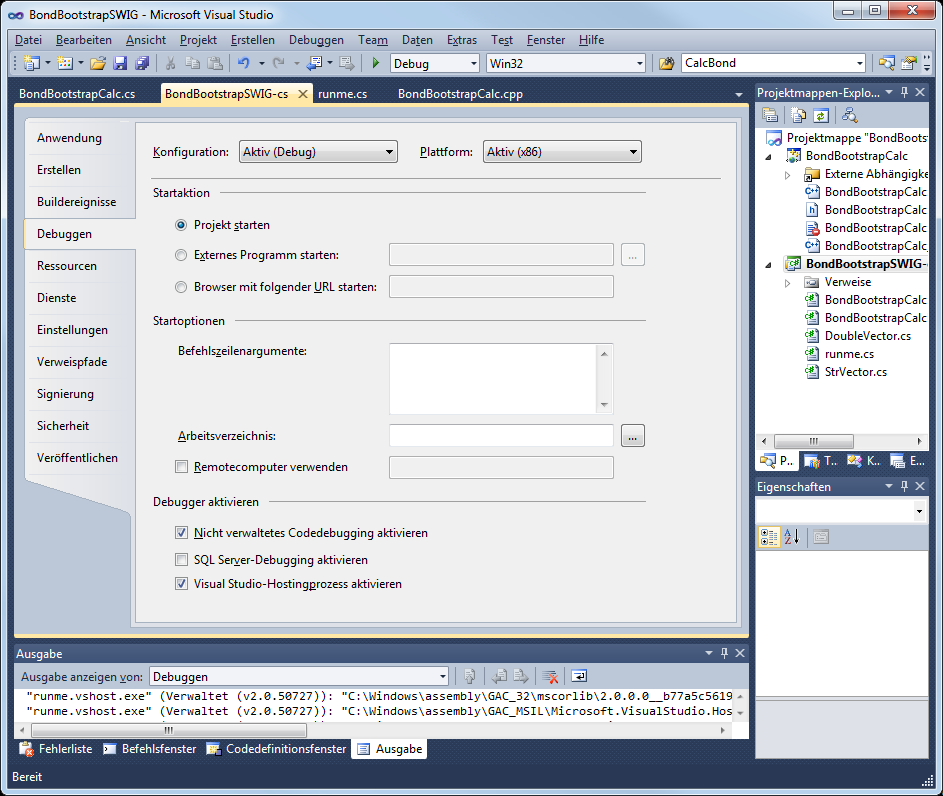 BondBootstrapSWIG - Microsoft Visual Studio
Datei Bearbeiten Ansicht Projekt Erstellen Debuggen Team Daten Extras Test Fenster Hilfe
Debug Win32 CalcBond
BondBootstrapCalc.cs BondBootstrapSWIG-cs runme.cs BondBootstrapCalc.cpp
Anwendung
Erstellen
Buildereignisse
Debuggen
Ressourcen
Dienste
Einstellungen
Verweispfade
Signierung
Sicherheit
Veröffentlichen
Konfiguration: Aktiv (Debug) Plattform: Aktiv (x86)
Startaktion
Projekt starten
Externes Programm starten: ...
Browser mit folgender URL starten:
Startoptionen
Befehlszeilenargumente:
Arbeitsverzeichnis: ...
Remotecomputer verwenden
Debugger aktivieren
Nicht verwaltetes Codedebugging aktivieren
SQL Server-Debugging aktivieren
Visual Studio-Hostingprozess aktivieren
Projektmappen-Explo...
Projektmappe "BondBoots
BondBootstrapCalc
Externe Abhängigke
BondBootstrapCalc
BondBootstrapCalc
BondBootstrapCalc
BondBootstrapCalc
BondBootstrapSWIG-
Verweise
BondBootstrapCalc
BondBootstrapCalc
DoubleVector.cs
runme.cs
StrVector.cs
P... T... K... E...
Eigenschaften
Ausgabe
Ausgabe anzeigen von: Debuggen
"runme.vshost.exe" (Verwaltet (v2.0.50727)): "C:\Windows\assembly\GAC_32\mscorlib\2.0.0.0__b77a5c5619
"runme.vshost.exe" (Verwaltet (v2.0.50727)): "C:\Windows\assembly\GAC_MSIL\Microsoft.VisualStudio.Hos
Fehlerliste Befehlsfenster Codedefinitionsfenster Ausgabe
Bereit